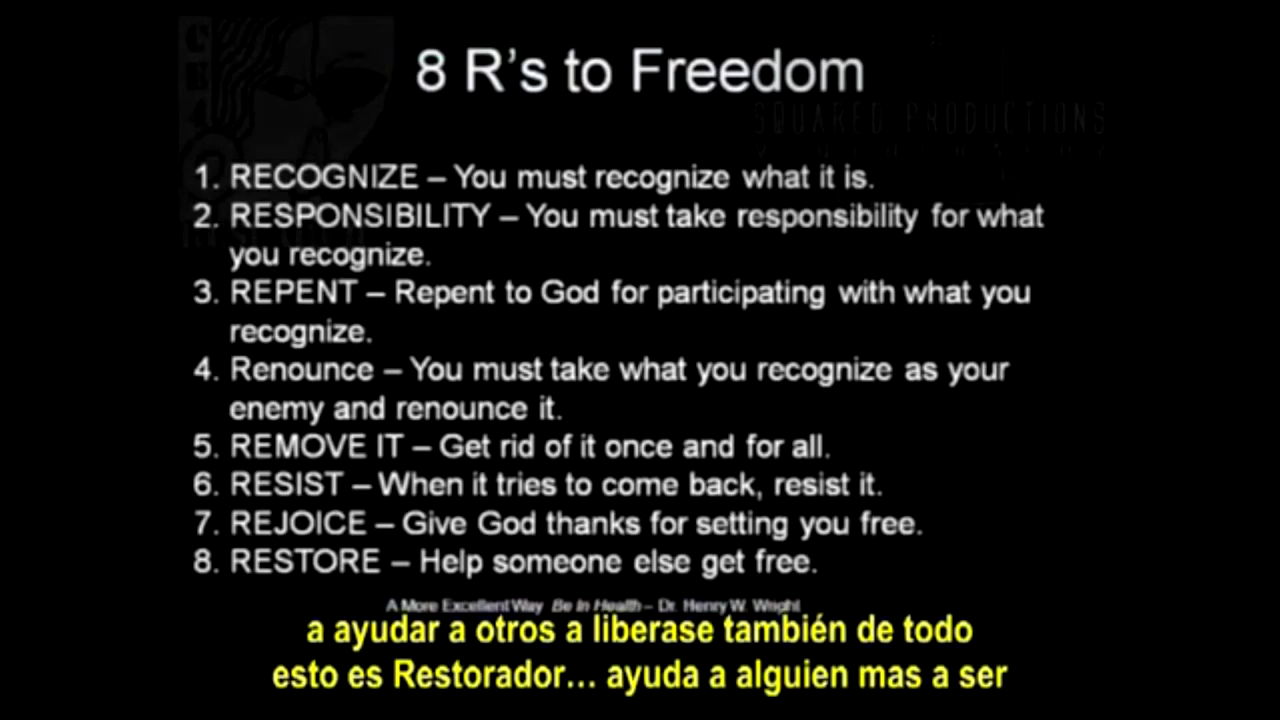 8 R's to Freedom
SQUARED PRODUCTIONS
1. RECOGNIZE – You must recognize what it is.
2. RESPONSIBILITY – You must take responsibility for what
you recognize.
3. REPENT – Repent to God for participating with what you
recognize.
4. Renounce – You must take what you recognize as your
enemy and renounce it.
5. REMOVE IT – Get rid of it once and for all.
6. RESIST – When it tries to come back, resist it.
7. REJOICE – Give God thanks for setting you free.
8. RESTORE – Help someone else get free.
A More Excellent Way Be In Health – Dr. Henry W. Wright
a ayudar a otros a liberase también de todo
esto es Restorador... ayuda a alguien mas a ser